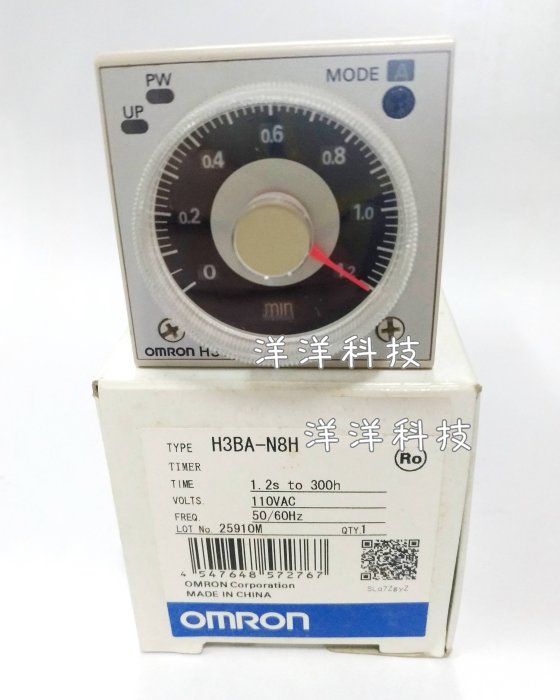 PW
MODE A
UP
0.6
0.4
0.8
0.2
1.0
0
1.2
min
OMRON
洋洋科技
TYPE H3BA-N8H
洋洋科技
TIMER
Ro
TIME 1.2s to 300h
VOLTS. 110VAC
FREQ 50/60Hz
LOT No. 25910M QTY.1
4 547648 572767
OMRON Corporation
MADE IN CHINA
SLq7ZgyZ
OMRON